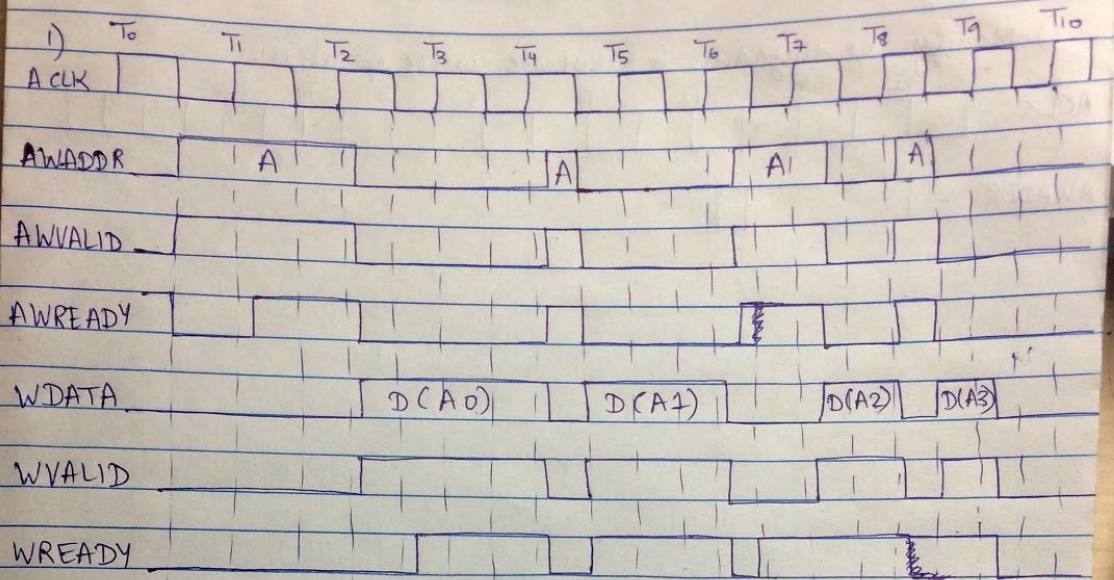 1) T0 T1 T2 T3 T4 T5 T6 T7 T8 T9 T10
ACLK
AWADDR A A A A
AWVALID
AWREADY
WDATA D(A0) D(A1) D(A2) D(A3)
WVALID
WREADY